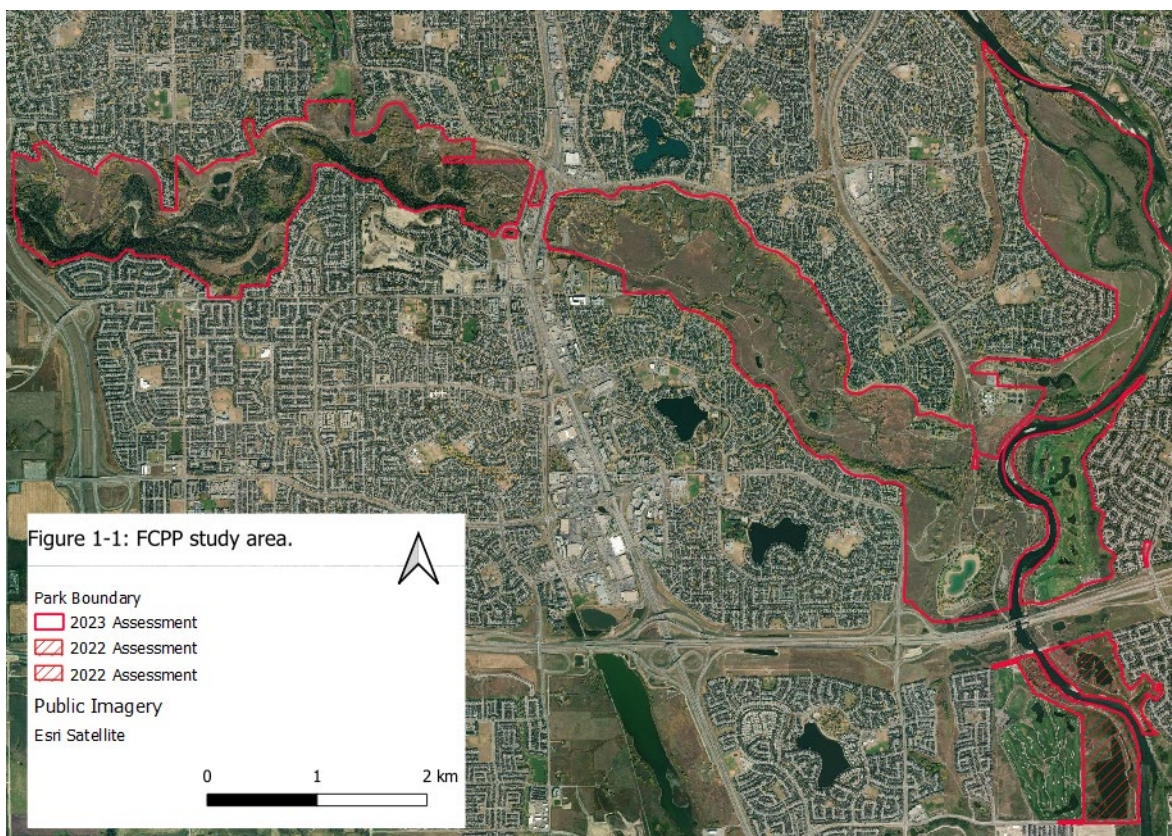 Figure 1-1: FCPP study area.
Park Boundary
2023 Assessment
2022 Assessment
2022 Assessment
Public Imagery
Esri Satellite
0 1 2 km